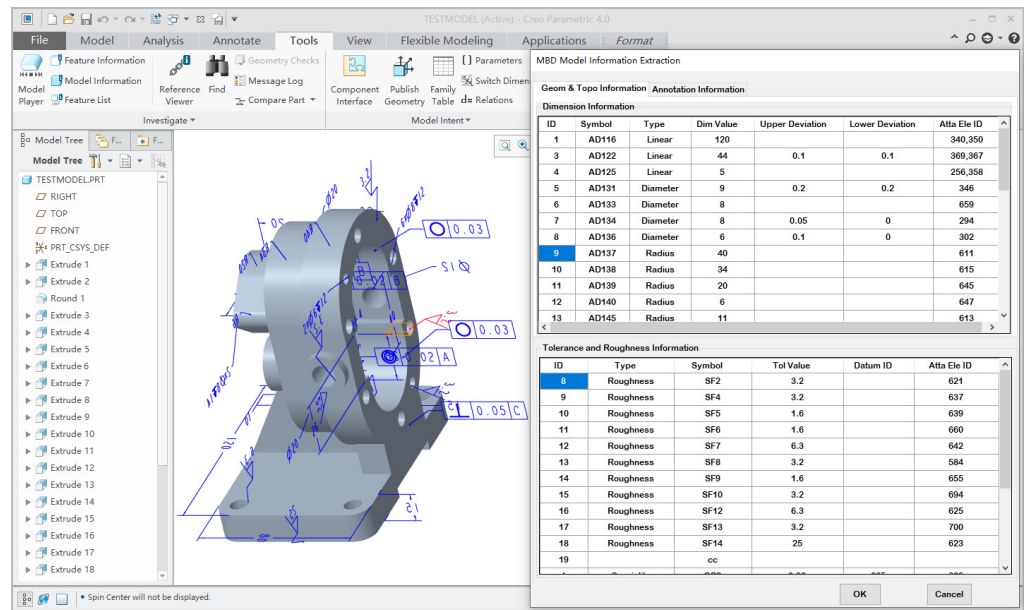 TESTMODEL (Active) - Creo Parametric 4.0
File Model Analysis Annotate Tools View Flexible Modeling Applications Format
Model Player
Feature Information
Model Information
Feature List
Reference Viewer
Find
Geometry Checks
Message Log
Compare Part
Component Interface
Publish Geometry
Family Table
[] Parameters
Switch Dimen
d= Relations
Investigate
Model Intent
Model Tree F... F...
Model Tree
TESTMODEL.PRT
RIGHT
TOP
FRONT
PRT_CSYS_DEF
Extrude 1
Extrude 2
Round 1
Extrude 3
Extrude 4
Extrude 5
Extrude 6
Extrude 7
Extrude 8
Extrude 9
Extrude 10
Extrude 11
Extrude 12
Extrude 13
Extrude 14
Extrude 15
Extrude 16
Extrude 17
Extrude 18
3.2
φ20
0.03
φ15
B
0.02 B
0.03
0.02 A
0.05 C
φ20
120
15
80
25
• Spin Center will not be displayed.
MBD Model Information Extraction
Geom & Topo Information Annotation Information
Dimension Information
ID Symbol Type Dim Value Upper Deviation Lower Deviation Atta Ele ID
1 AD116 Linear 120 340,350
3 AD122 Linear 44 0.1 0.1 369,367
4 AD125 Linear 5 256,358
5 AD131 Diameter 9 0.2 0.2 346
6 AD133 Diameter 8 659
7 AD134 Diameter 8 0.05 0 294
8 AD136 Diameter 6 0.1 0 302
9 AD137 Radius 40 611
10 AD138 Radius 34 615
11 AD139 Radius 20 645
12 AD140 Radius 6 647
13 AD145 Radius 11 613
Tolerance and Roughness Information
ID Type Symbol Tol Value Datum ID Atta Ele ID
8 Roughness SF2 3.2 621
9 Roughness SF4 3.2 637
10 Roughness SF5 1.6 639
11 Roughness SF6 1.6 660
12 Roughness SF7 6.3 642
13 Roughness SF8 3.2 584
14 Roughness SF9 1.6 655
15 Roughness SF10 3.2 694
16 Roughness SF12 6.3 625
17 Roughness SF13 3.2 700
18 Roughness SF14 25 623
19 cc
OK Cancel